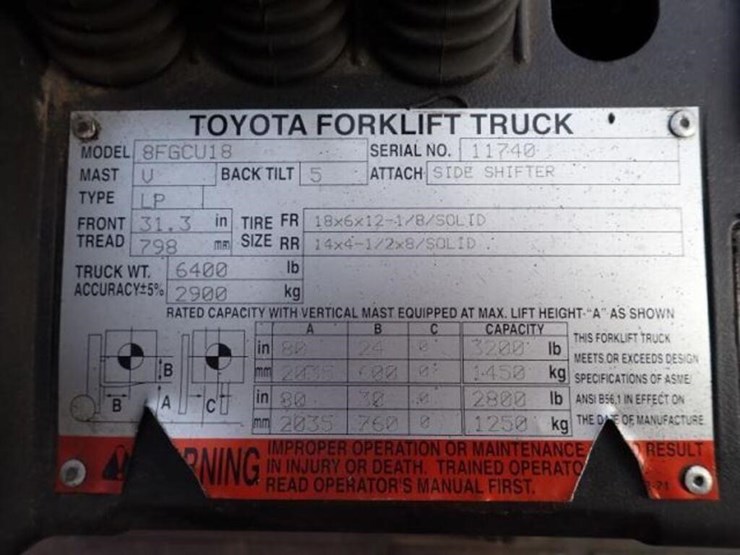 TOYOTA FORKLIFT TRUCK
MODEL 8FGCU18 SERIAL NO. 11740
MAST V BACK TILT 5 ATTACH SIDE SHIFTER
TYPE LP
FRONT TREAD 31.3 in TIRE SIZE FR 18x6x12-1/8/SOLID
798 mm RR 14x4-1/2x8/SOLID
TRUCK WT. 6400 lb
ACCURACY±5% 2900 kg
RATED CAPACITY WITH VERTICAL MAST EQUIPPED AT MAX. LIFT HEIGHT-"A" AS SHOWN
A B C CAPACITY
in 80 24 0 3200 lb THIS FORKLIFT TRUCK
MEETS OR EXCEEDS DESIGN
mm 2035 600 0 1450 kg SPECIFICATIONS OF ASME
in 80 30 0 2800 lb ANSI B56.1 IN EFFECT ON
mm 2035 760 0 1250 kg THE OF MANUFACTURE
B
B A C
IMPROPER OPERATION OR MAINTENANCE RESULT
IN INJURY OR DEATH. TRAINED
READ OPERATOR'S MANUAL FIRST.